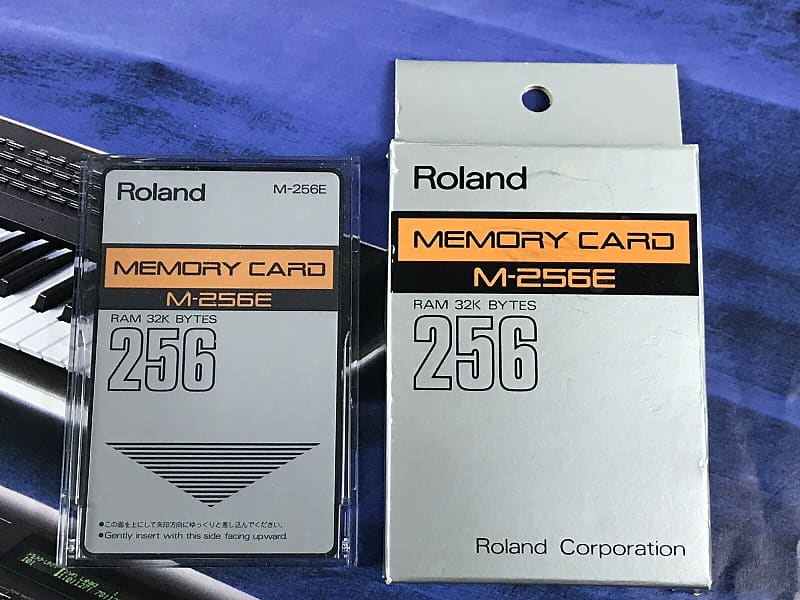 Roland M-256E
MEMORY CARD
M-256E
RAM 32K BYTES
256
●この面を上にして矢印方向にゆっくりと差し込んでください。
●Gently insert with this side facing upward.
Roland
MEMORY CARD
M-256E
RAM 32K BYTES
256
Roland Corporation